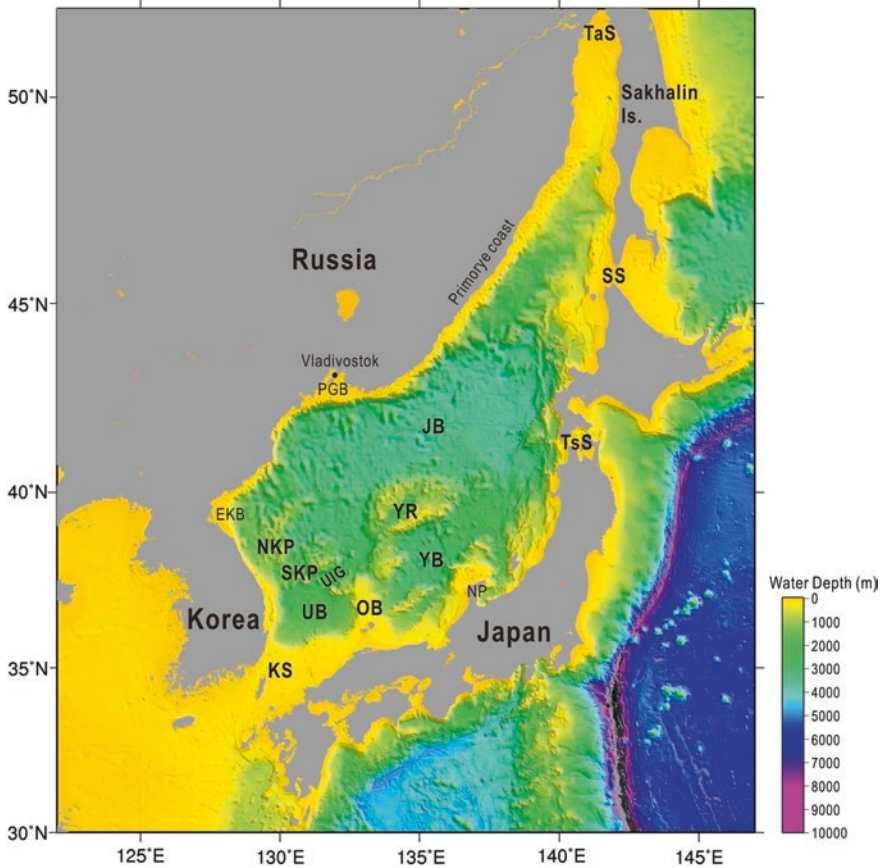 TaS
50°N
Sakhalin
Is.
Primorye coast
Russia
SS
45°N
Vladivostok
PGB
JB
TsS
40°N
EKB
YR
NKP
YB
SKP
UIG
NP
OB
UB
Korea
Japan
KS
35°N
30°N
125°E
130°E
135°E
140°E
145°E
Water Depth (m)
0
1000
2000
3000
4000
5000
6000
7000
8000
9000
10000